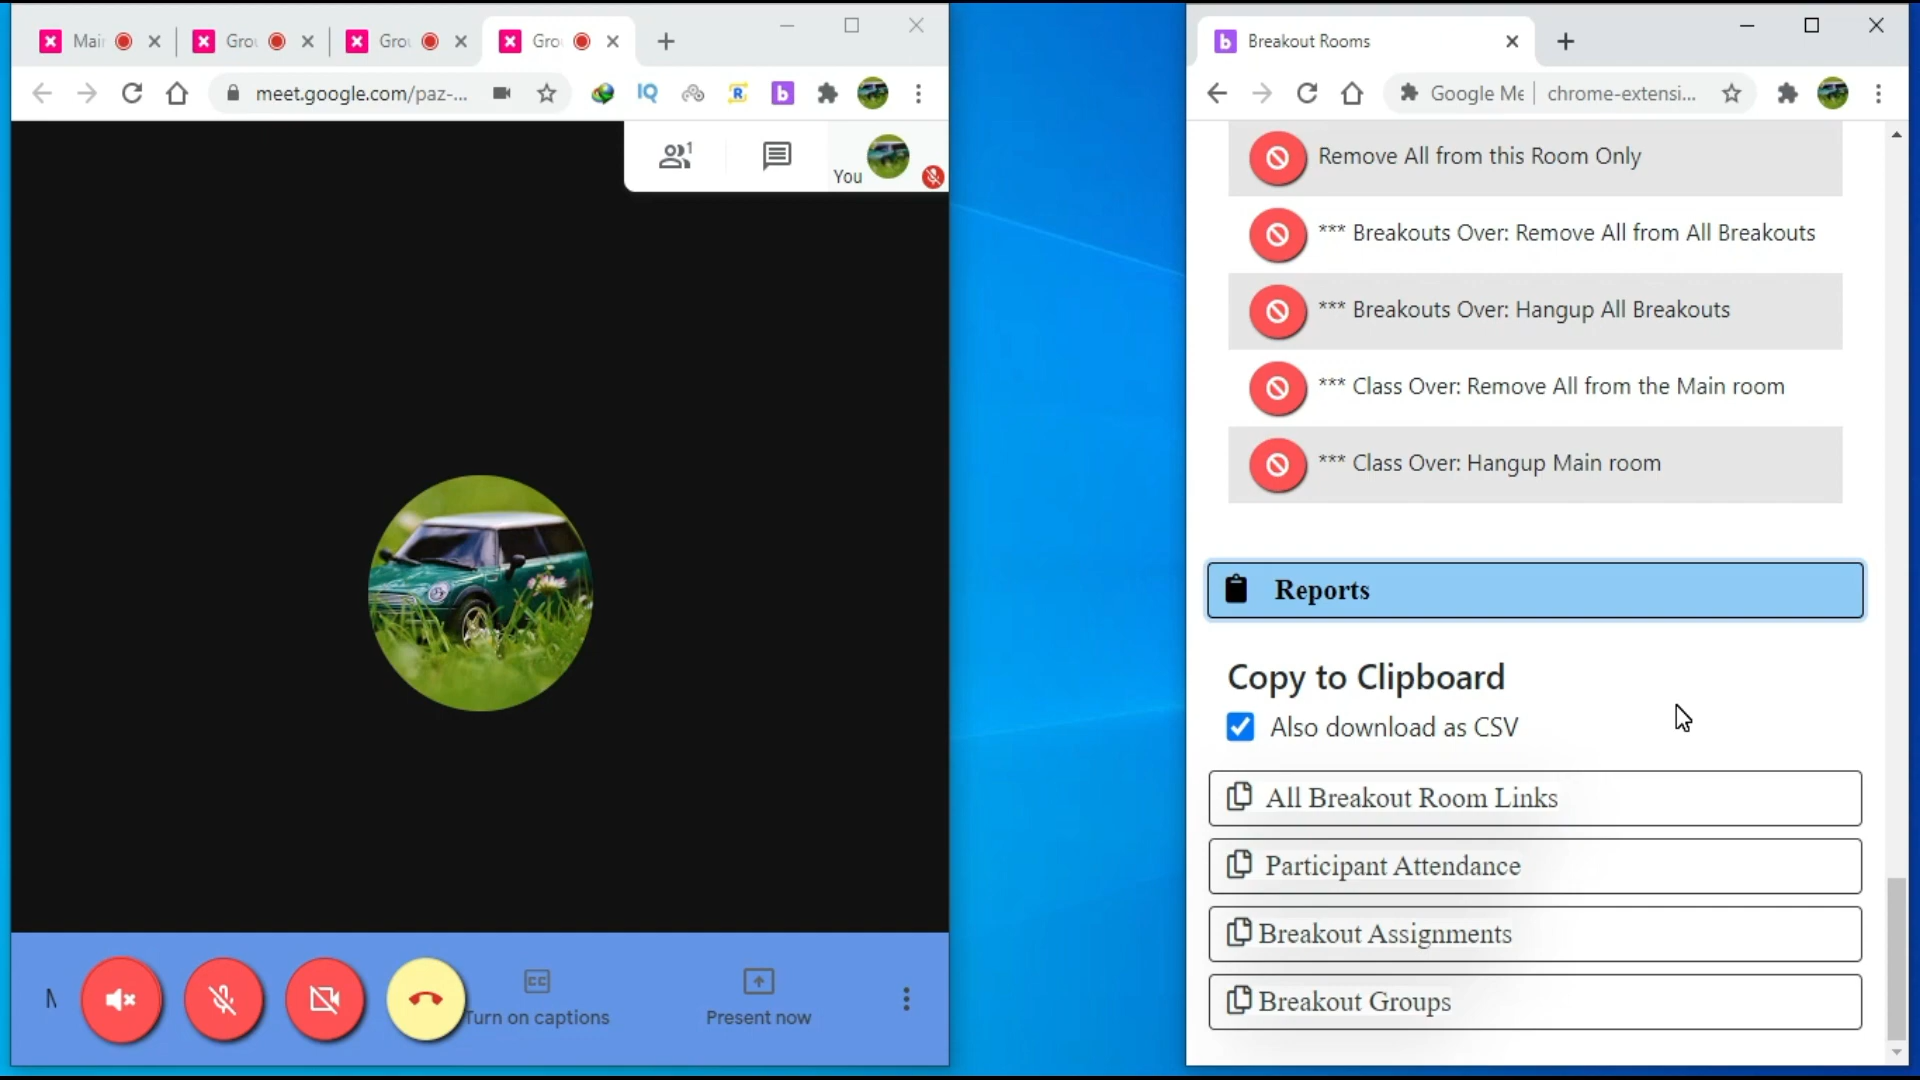 Mai
Gro
Gro
Gro
meet.google.com/paz-...
IQ
R
b
1
You
CC
Turn on captions
Present now
b
Breakout Rooms
Google Me
chrome-extensi...
Remove All from this Room Only
*** Breakouts Over: Remove All from All Breakouts
*** Breakouts Over: Hangup All Breakouts
*** Class Over: Remove All from the Main room
*** Class Over: Hangup Main room
Reports
Copy to Clipboard
Also download as CSV
All Breakout Room Links
Participant Attendance
Breakout Assignments
Breakout Groups